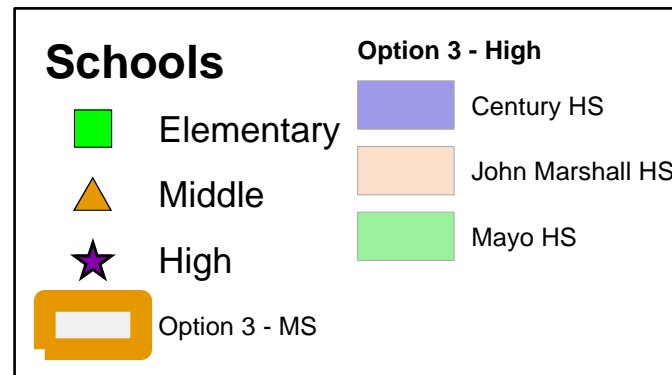 Schools
Elementary
Middle
High
Option 3 - MS
Option 3 - High
Century HS
John Marshall HS
Mayo HS